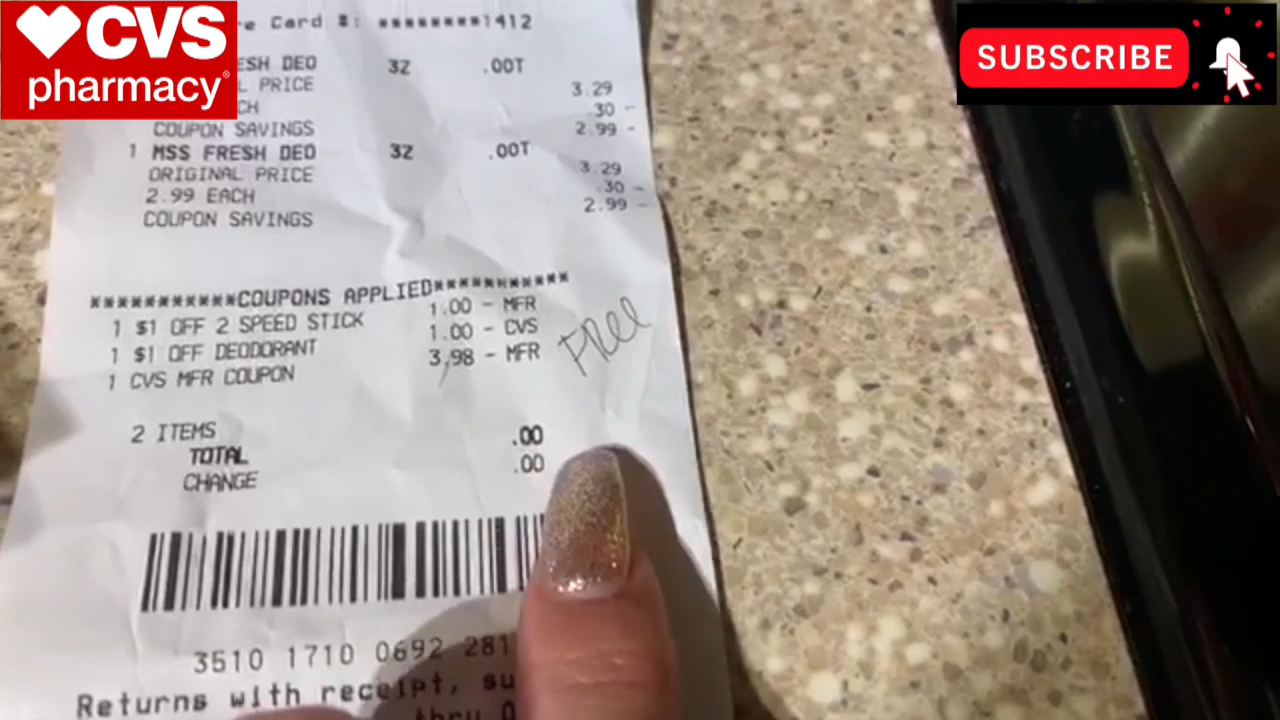 CVS
pharmacy®
SUBSCRIBE
Card #: ********1412
ESH DEO 3Z .00T
L PRICE 3.29
CH .30 -
COUPON SAVINGS 2.99 -
1 MSS FRESH DEO 3Z .00T
ORIGINAL PRICE 3.29
2.99 EACH .30 -
COUPON SAVINGS 2.99 -
***********COUPONS APPLIED***********
1 $1 OFF 2 SPEED STICK 1.00 - MFR
1 $1 OFF DEODORANT 1.00 - CVS
1 CVS MFR COUPON 3.98 - MFR
FREE
2 ITEMS
TOTAL .00
CHANGE .00
3510 1710 0692 281
Returns with receipt, su
thru 0